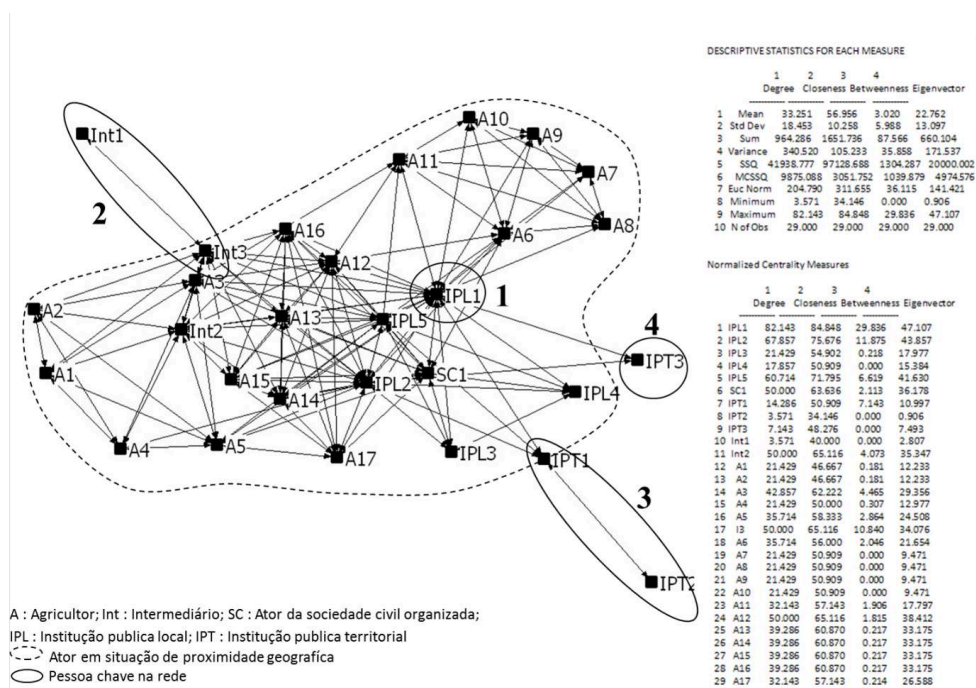 Int1
2
Int3
A3
A2
A1
Int2
A4
A5
A16
A12
A13
A15
A14
A17
A10
A9
A11
A7
A8
A6
IPL1
1
IPL5
IPL2
SC1
IPL3
IPL4
4
IPT3
IPT1
3
IPT2
A : Agricultor; Int : Intermediário; SC : Ator da sociedade civil organizada;
IPL : Institução publica local; IPT : Institução publica territorial
Ator em situação de proximidade geografíca
Pessoa chave na rede
DESCRIPTIVE STATISTICS FOR EACH MEASURE
1 2 3 4
Degree Closeness Betweenness Eigenvector
------------ ------------ ------------ ------------
1 Mean 33.251 56.956 3.020 22.762
2 Std Dev 18.453 10.258 5.988 13.097
3 Sum 964.286 1651.736 87.566 660.104
4 Variance 340.520 105.233 35.858 171.537
5 SSQ 41938.777 97128.688 1304.287 20000.002
6 MCSSQ 9875.088 3051.752 1039.879 4974.576
7 Euc Norm 204.790 311.655 36.115 141.421
8 Minimum 3.571 34.146 0.000 0.906
9 Maximum 82.143 84.848 29.836 47.107
10 N of Obs 29.000 29.000 29.000 29.000
Normalized Centrality Measures
1 2 3 4
Degree Closeness Betweenness Eigenvector
------------ ------------ ------------ ------------
1 IPL1 82.143 84.848 29.836 47.107
2 IPL2 67.857 75.676 11.875 43.857
3 IPL3 21.429 54.902 0.218 17.977
4 IPL4 17.857 50.909 0.000 15.384
5 IPL5 60.714 71.795 6.619 41.630
6 SC1 50.000 63.636 2.113 36.178
7 IPT1 14.286 50.909 7.143 10.997
8 IPT2 3.571 34.146 0.000 0.906
9 IPT3 7.143 48.276 0.000 7.493
10 Int1 3.571 40.000 0.000 2.807
11 Int2 50.000 65.116 4.073 35.347
12 A1 21.429 46.667 0.181 12.233
13 A2 21.429 46.667 0.181 12.233
14 A3 42.857 62.222 4.465 29.356
15 A4 21.429 50.000 0.307 12.977
16 A5 35.714 58.333 2.864 24.508
17 I3 50.000 65.116 10.840 34.076
18 A6 35.714 56.000 2.046 21.654
19 A7 21.429 50.909 0.000 9.471
20 A8 21.429 50.909 0.000 9.471
21 A9 21.429 50.909 0.000 9.471
22 A10 21.429 50.909 0.000 9.471
23 A11 32.143 57.143 1.906 17.797
24 A12 50.000 65.116 1.815 38.412
25 A13 39.286 60.870 0.217 33.175
26 A14 39.286 60.870 0.217 33.175
27 A15 39.286 60.870 0.217 33.175
28 A16 39.286 60.870 0.217 33.175
29 A17 32.143 57.143 0.214 26.588